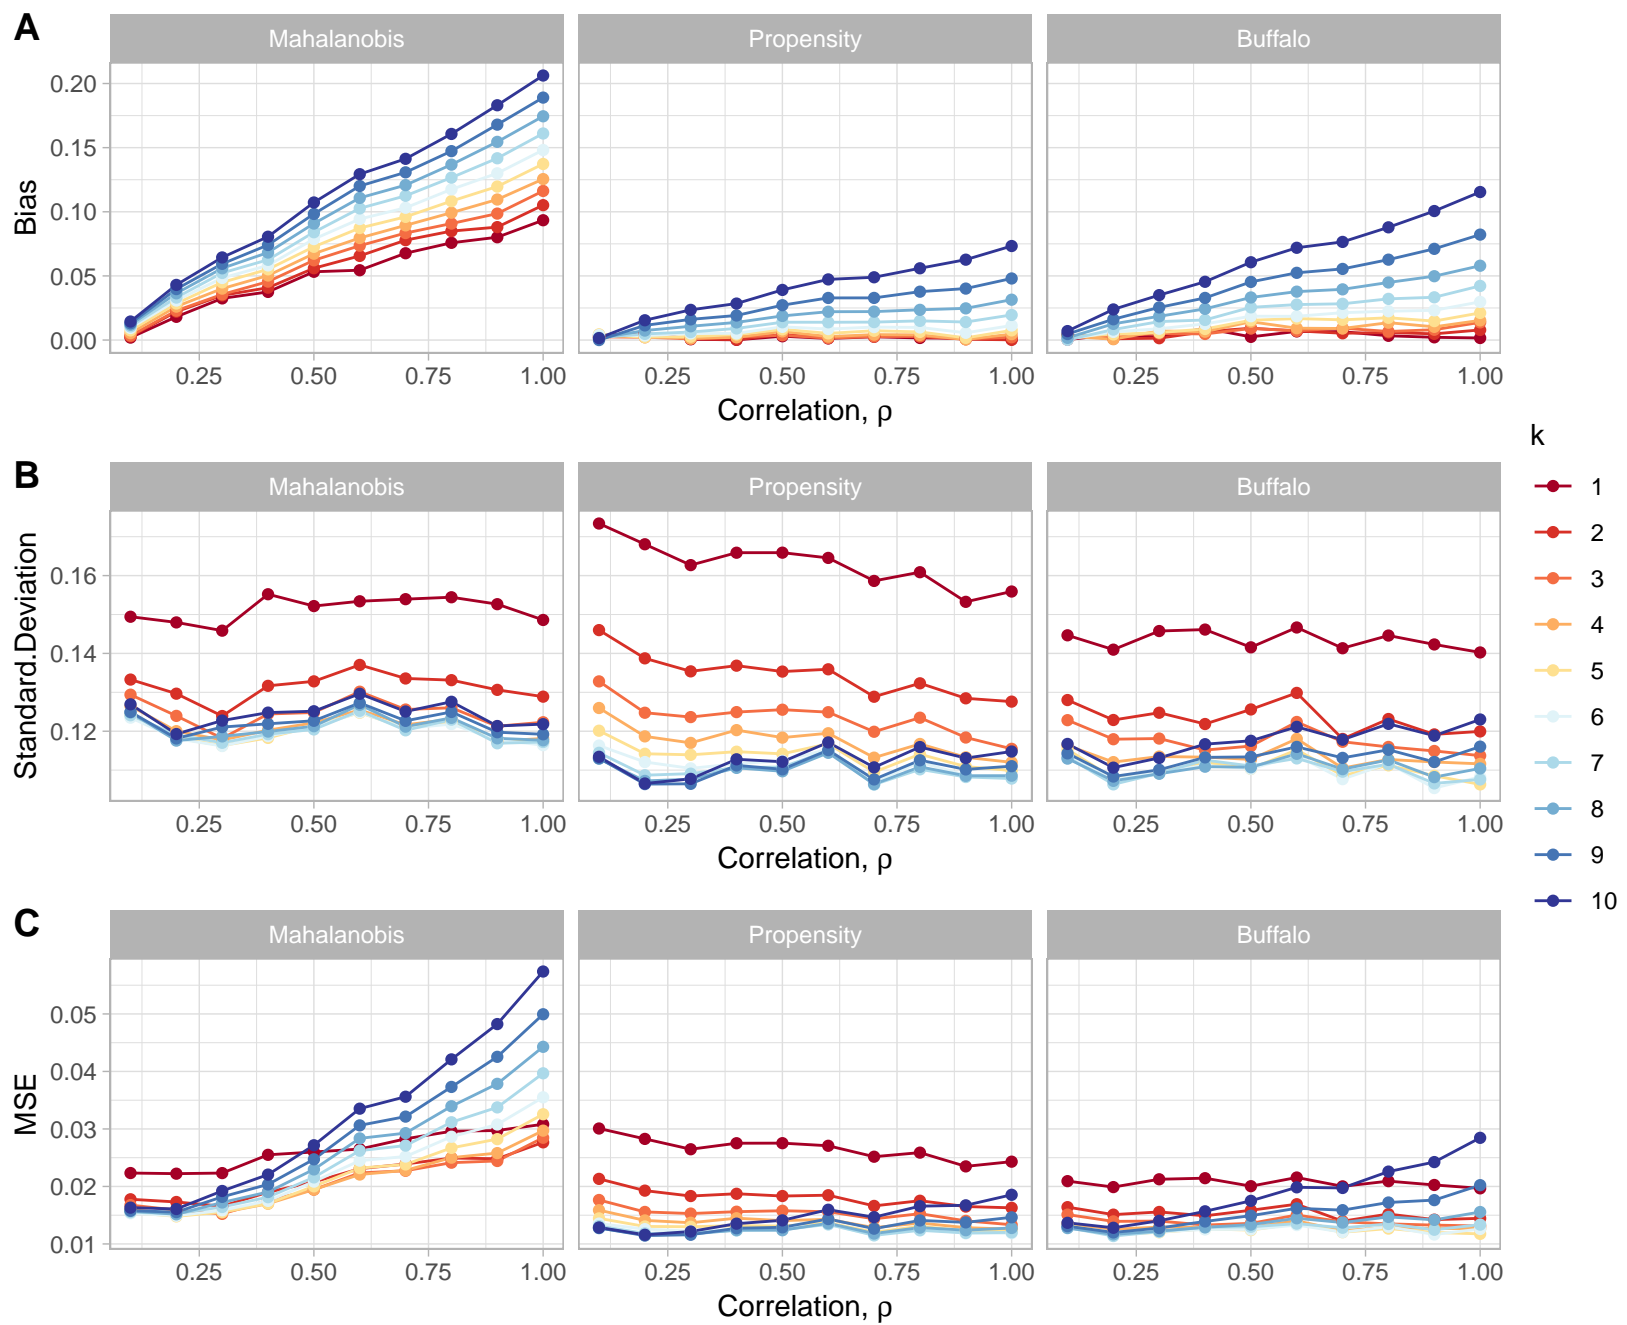 A
Mahalanobis Propensity Buffalo
Bias
0.20
0.15
0.10
0.05
0.00
0.25 0.50 0.75 1.00 0.25 0.50 0.75 1.00 0.25 0.50 0.75 1.00
Correlation, ρ
B
Mahalanobis Propensity Buffalo
Standard.Deviation
0.16
0.14
0.12
0.25 0.50 0.75 1.00 0.25 0.50 0.75 1.00 0.25 0.50 0.75 1.00
Correlation, ρ
C
Mahalanobis Propensity Buffalo
MSE
0.05
0.04
0.03
0.02
0.01
0.25 0.50 0.75 1.00 0.25 0.50 0.75 1.00 0.25 0.50 0.75 1.00
Correlation, ρ
k
1
2
3
4
5
6
7
8
9
10